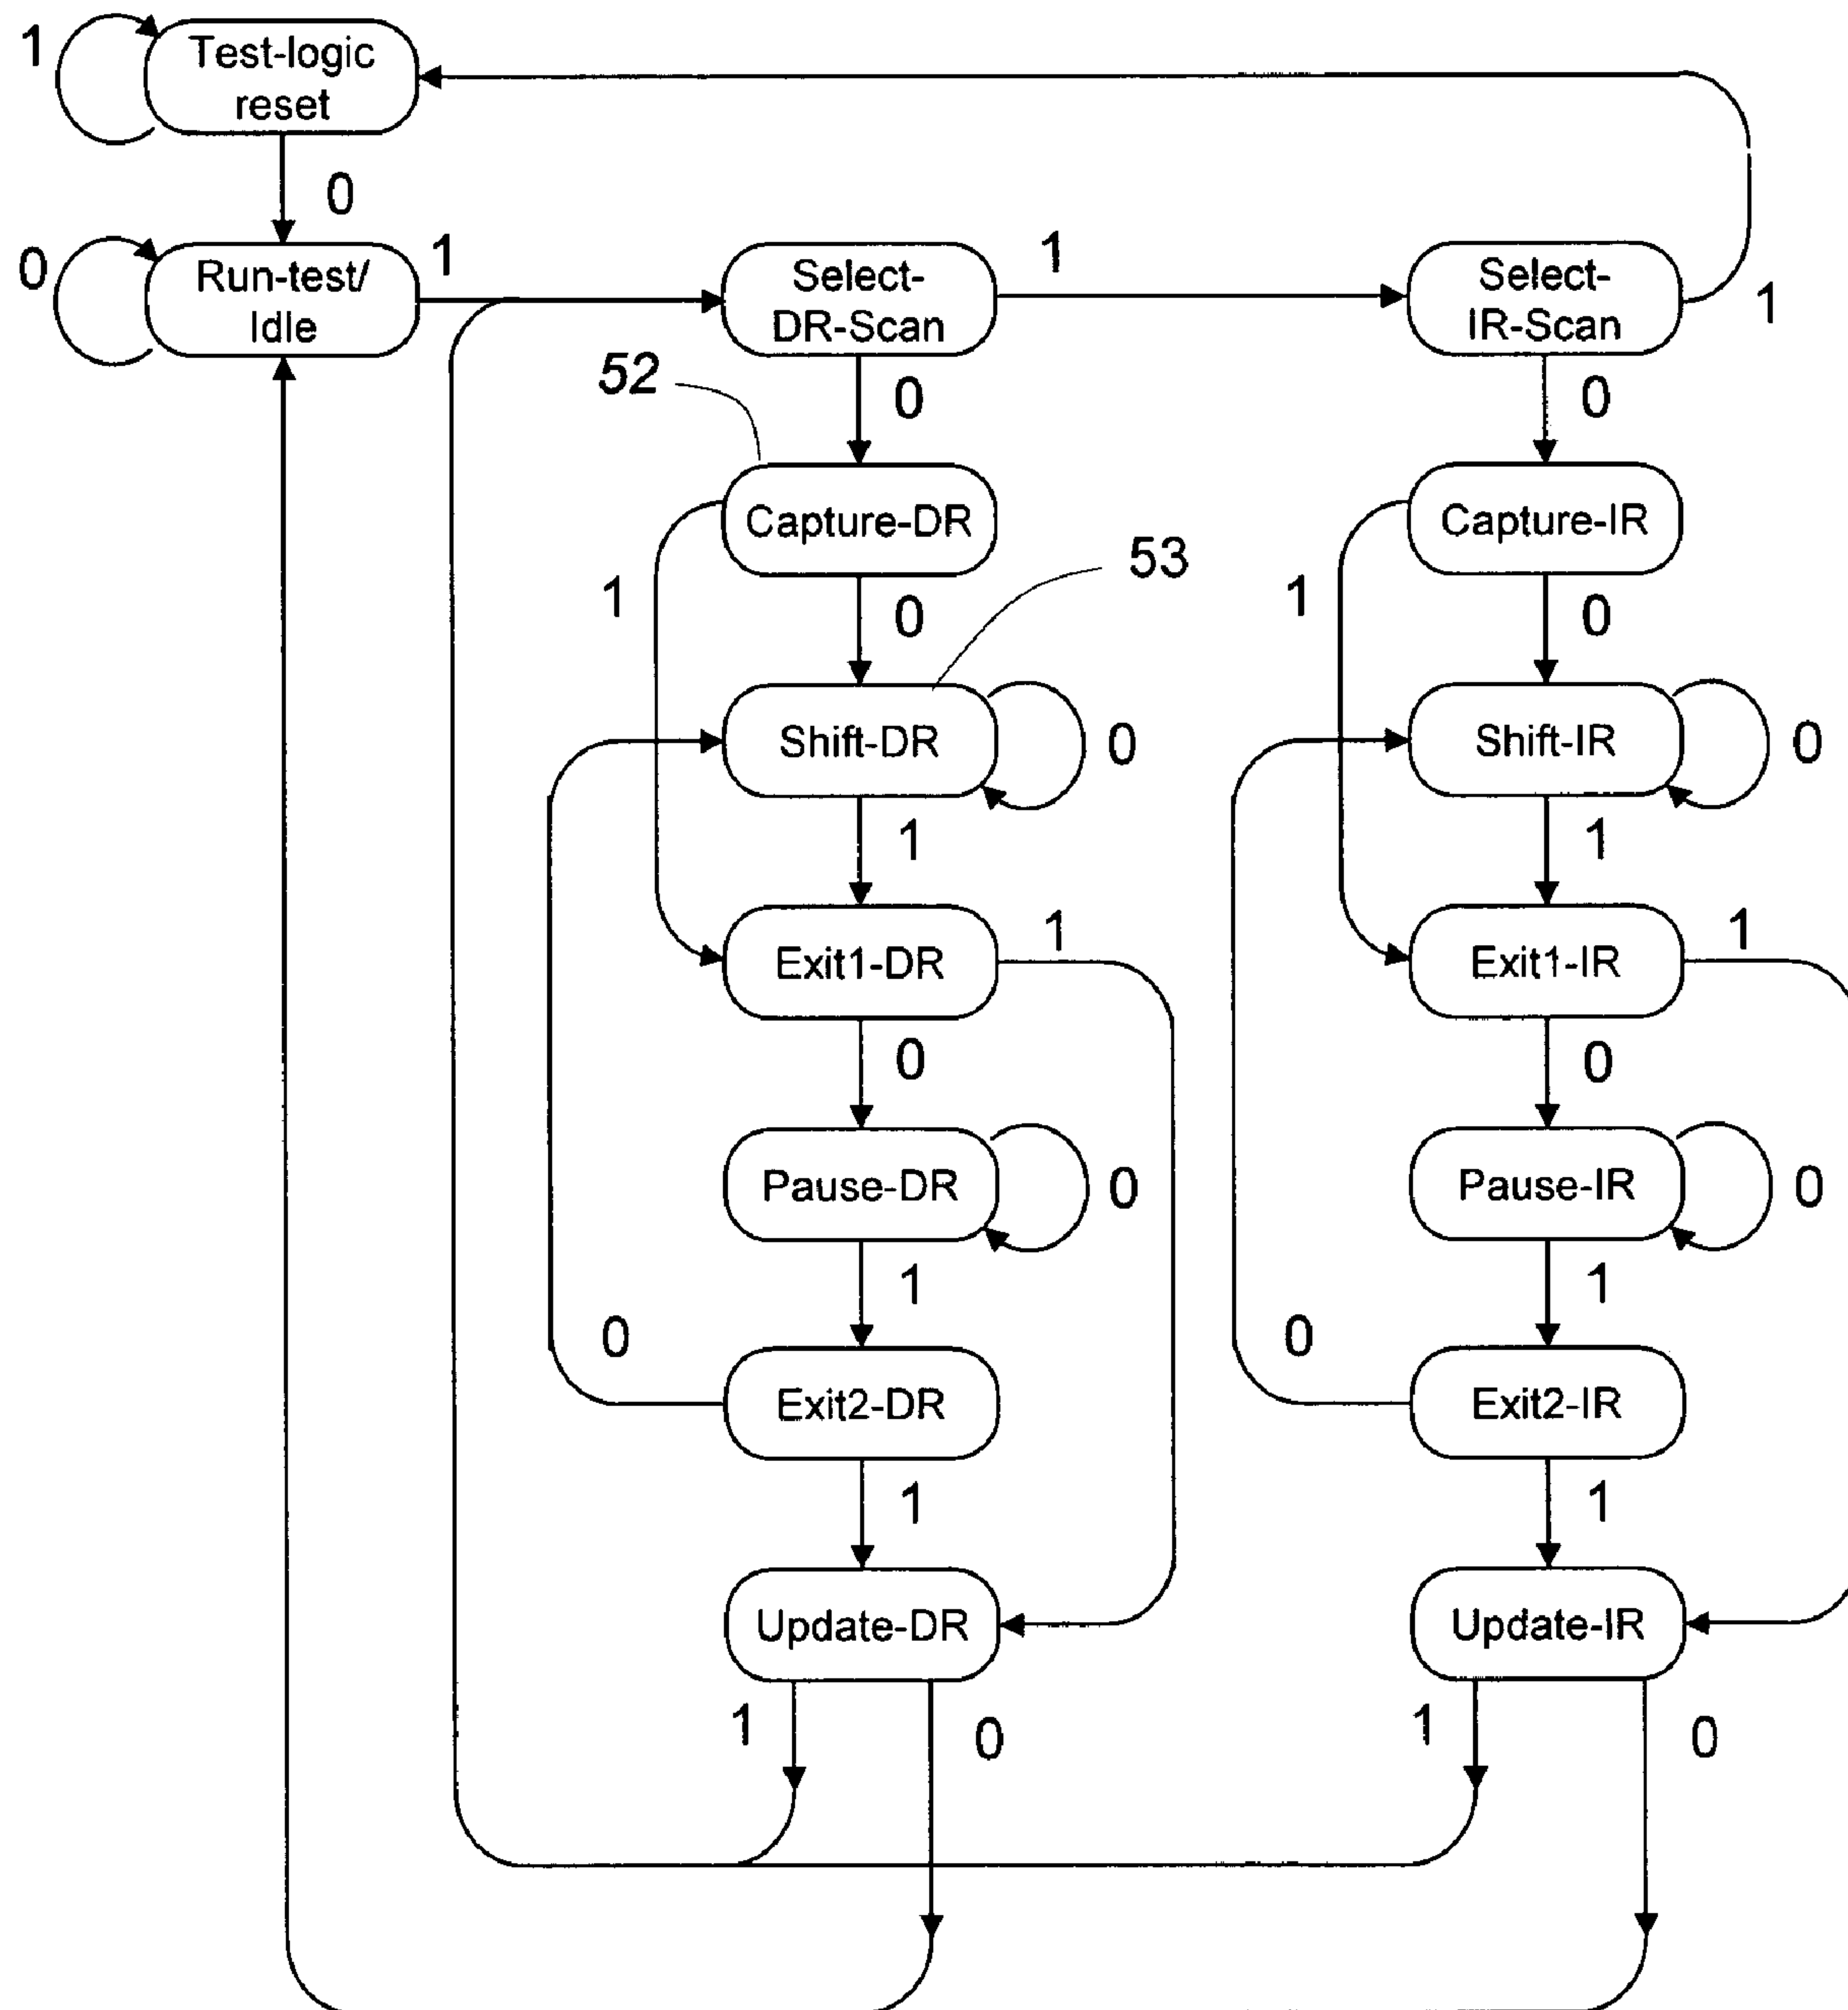 1
Test-logic
reset
0
0
Run-test/
Idle
1
Select-
DR-Scan
1
Select-
IR-Scan
1
52
0
0
Capture-DR
Capture-IR
53
1
0
1
0
Shift-DR
0
Shift-IR
0
1
1
Exit1-DR
1
Exit1-IR
1
0
0
Pause-DR
0
Pause-IR
0
1
1
0
0
Exit2-DR
Exit2-IR
1
1
Update-DR
Update-IR
1
0
1
0